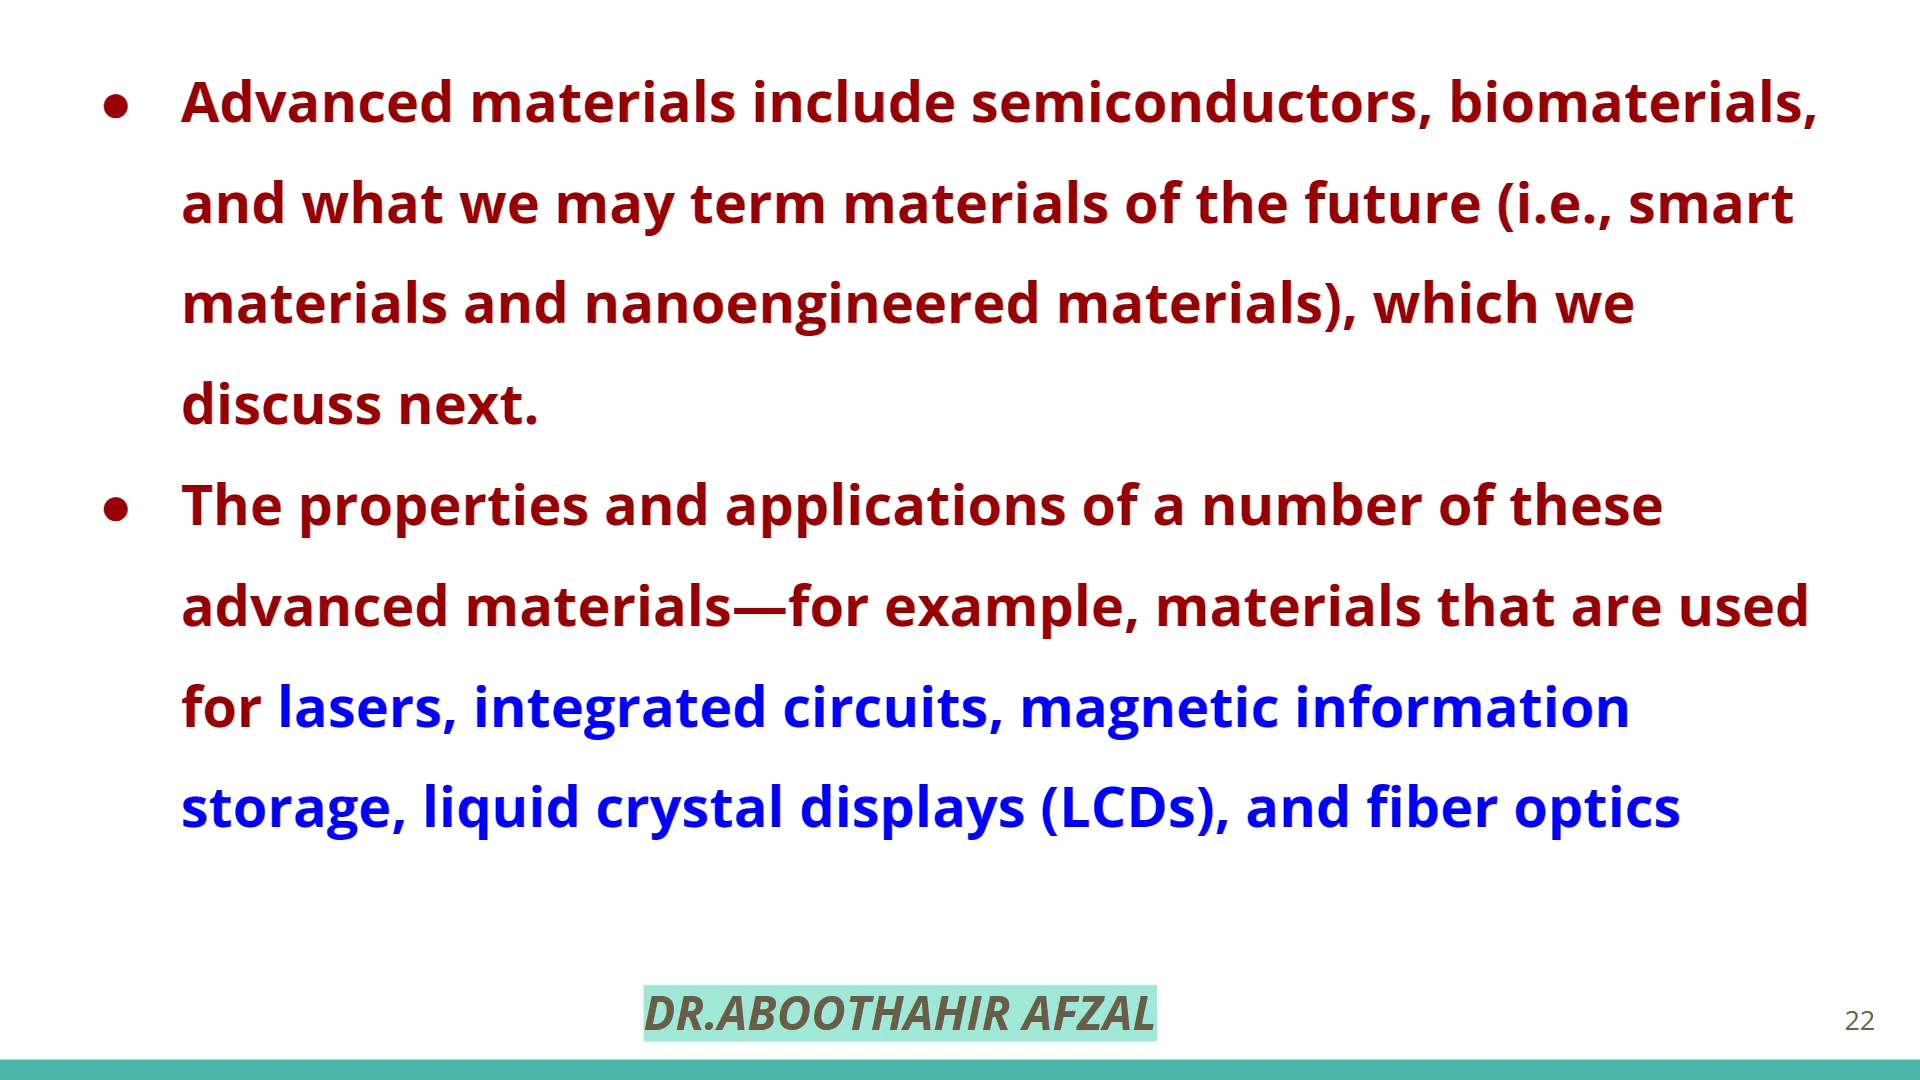 ● Advanced materials include semiconductors, biomaterials,
and what we may term materials of the future (i.e., smart
materials and nanoengineered materials), which we
discuss next.
● The properties and applications of a number of these
advanced materials—for example, materials that are used
for lasers, integrated circuits, magnetic information
storage, liquid crystal displays (LCDs), and fiber optics
DR.ABOOTHAHIR AFZAL
22